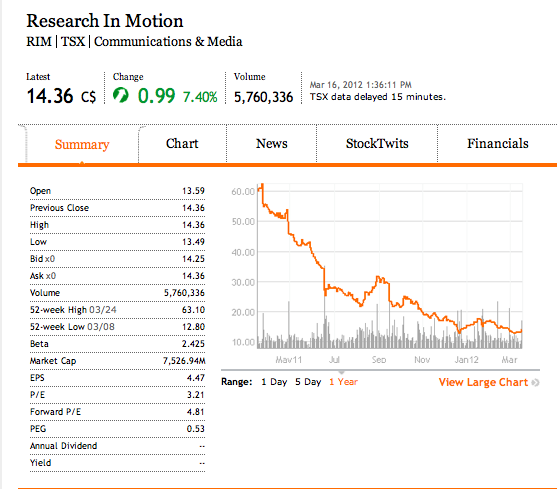 Research In Motion
RIM | TSX | Communications & Media
Latest Change Volume
14.36 C$ 0.99 7.40% 5,760,336
Mar 16, 2012 1:36:11 PM
TSX data delayed 15 minutes.
Summary Chart News StockTwits Financials
Open 13.59
Previous Close 14.36
High 14.36
Low 13.49
Bid x0 14.25
Ask x0 14.36
Volume 5,760,336
52-week High 03/24 63.10
52-week Low 03/08 12.80
Beta 2.425
Market Cap 7,526.94M
EPS 4.47
P/E 3.21
Forward P/E 4.81
PEG 0.53
Annual Dividend --
Yield --
60.00
50.00
40.00
30.00
20.00
10.00
May11 Jul Sep Nov Jan12 Mar
Range: 1 Day 5 Day 1 Year View Large Chart